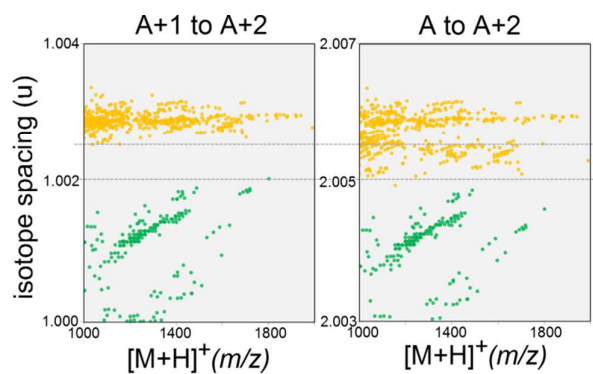 A+1 to A+2
A to A+2
isotope spacing (u)
1.004
1.002
1.000
1000
1400
1800
[M+H]+(m/z)
2.007
2.005
2.003
1000
1400
1800
[M+H]+(m/z)